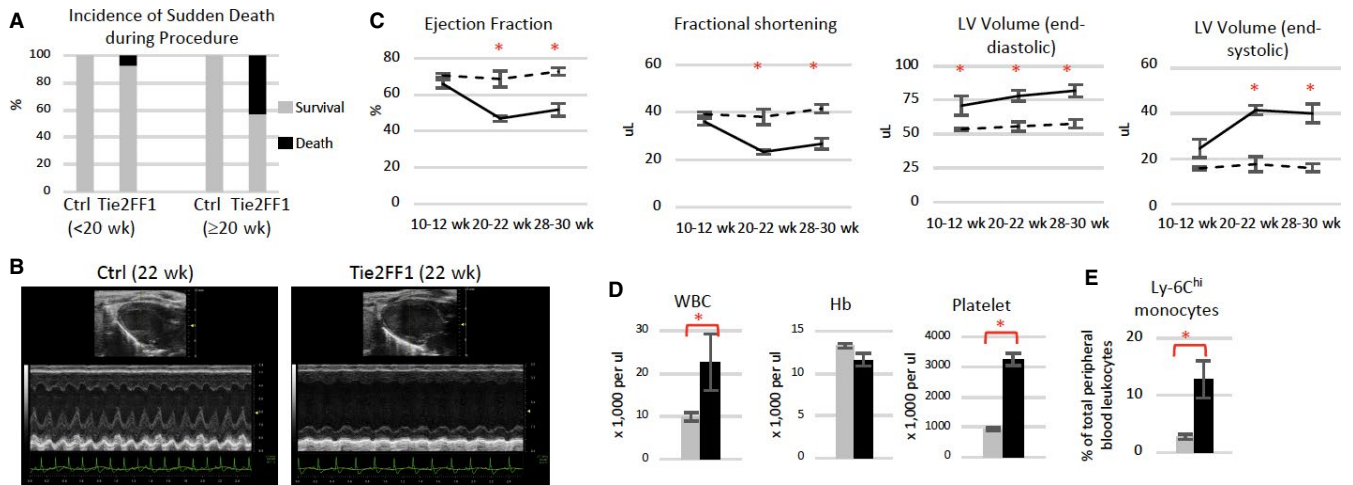 A
Incidence of Sudden Death
during Procedure
100
80
60
40
20
0
%
Survival
Death
Ctrl Tie2FF1
(<20 wk)
Ctrl Tie2FF1
(≥20 wk)
C
Ejection Fraction
80
60
40
20
0
%
* *
10-12 wk 20-22 wk 28-30 wk
Fractional shortening
60
40
20
0
uL
* *
10-12 wk 20-22 wk 28-30 wk
LV Volume (end-
diastolic)
100
75
50
25
0
uL
* * *
10-12 wk 20-22 wk 28-30 wk
LV Volume (end-
systolic)
60
40
20
0
uL
* *
10-12 wk 20-22 wk 28-30 wk
B
Ctrl (22 wk)
Tie2FF1 (22 wk)
D
WBC
*
30
20
10
0
x 1,000 per ul
Hb
15
10
5
0
x 1,000 per ul
Platelet
*
4000
3000
2000
1000
0
x 1,000 per ul
E
Ly-6Chi
monocytes
*
20
10
0
% of total peripheral
blood leukocytes